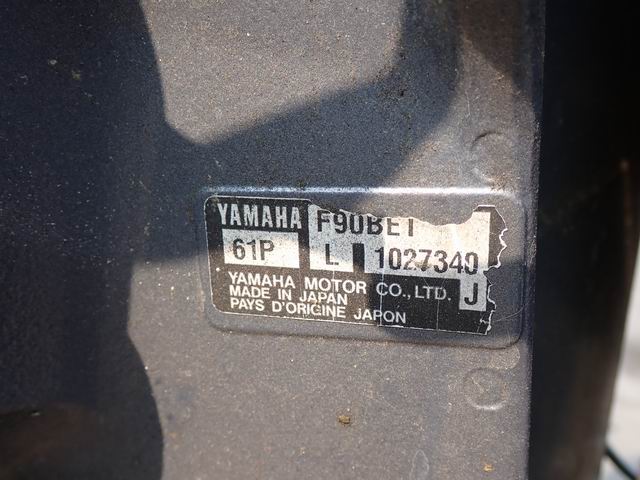 YAMAHA F90BET
61P L 1027340
YAMAHA MOTOR CO., LTD. J
MADE IN JAPAN
PAYS D'ORIGINE JAPON